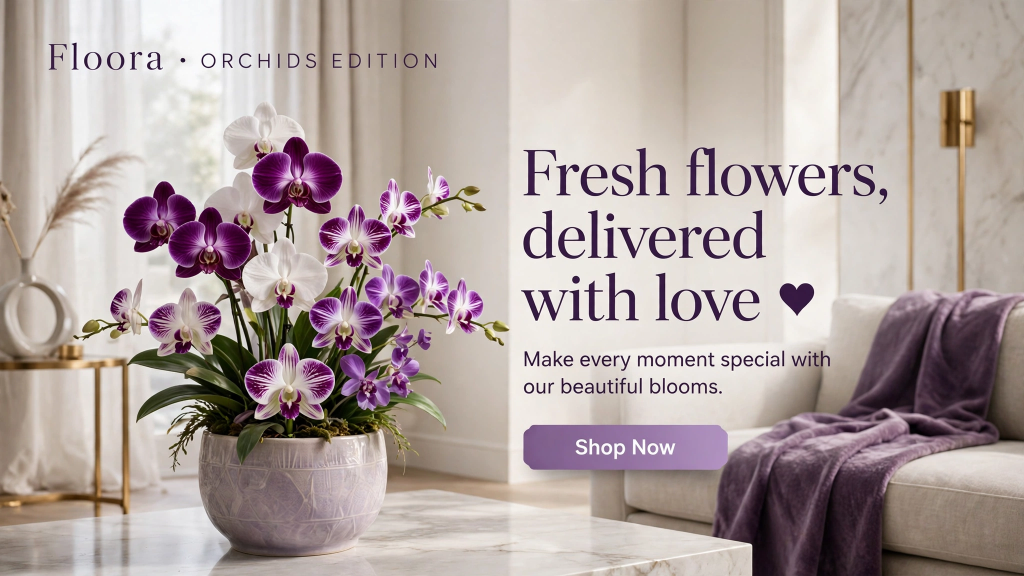 Floora • ORCHIDS EDITION
Fresh flowers,
delivered
with love ♥
Make every moment special with
our beautiful blooms.
Shop Now